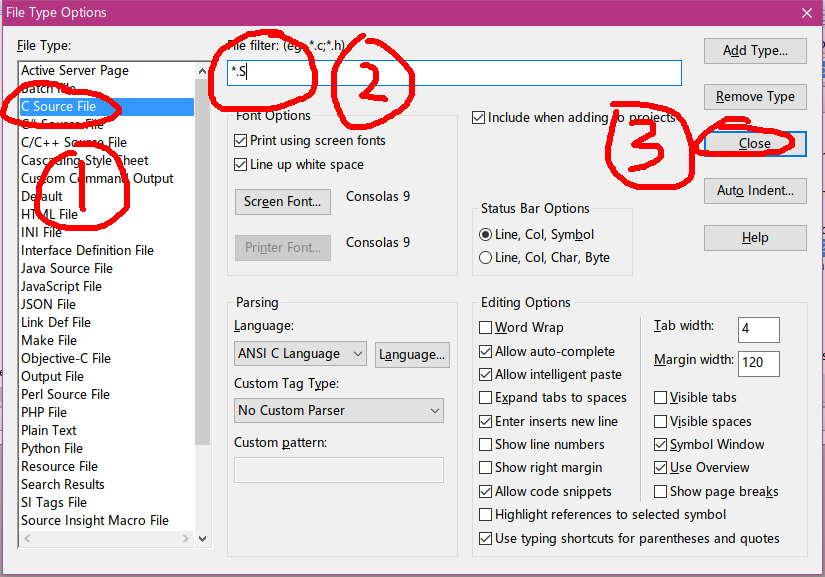 File Type Options
File Type:
Active Server Page
Batch File
C Source File
C# Source File
C/C++ Source File
Cascading Style Sheet
Custom Command Output
Default
HTML File
INI File
Interface Definition File
Java Source File
JavaScript File
JSON File
Link Def File
Make File
Objective-C File
Output File
Perl Source File
PHP File
Plain Text
Python File
Resource File
Search Results
SI Tags File
Source Insight Macro File
1
File filter: (eg. *.c;*.h)
*.S
2
Font Options
Print using screen fonts
Line up white space
Screen Font...
Consolas 9
Printer Font...
Consolas 9
Include when adding to projects
3
Status Bar Options
Line, Col, Symbol
Line, Col, Char, Byte
Add Type...
Remove Type
Close
Auto Indent...
Help
Parsing
Language:
ANSI C Language
Language...
Custom Tag Type:
No Custom Parser
Custom pattern:
Editing Options
Word Wrap
Allow auto-complete
Allow intelligent paste
Expand tabs to spaces
Enter inserts new line
Show line numbers
Show right margin
Allow code snippets
Highlight references to selected symbol
Use typing shortcuts for parentheses and quotes
Tab width:
4
Margin width:
120
Visible tabs
Visible spaces
Symbol Window
Use Overview
Show page breaks